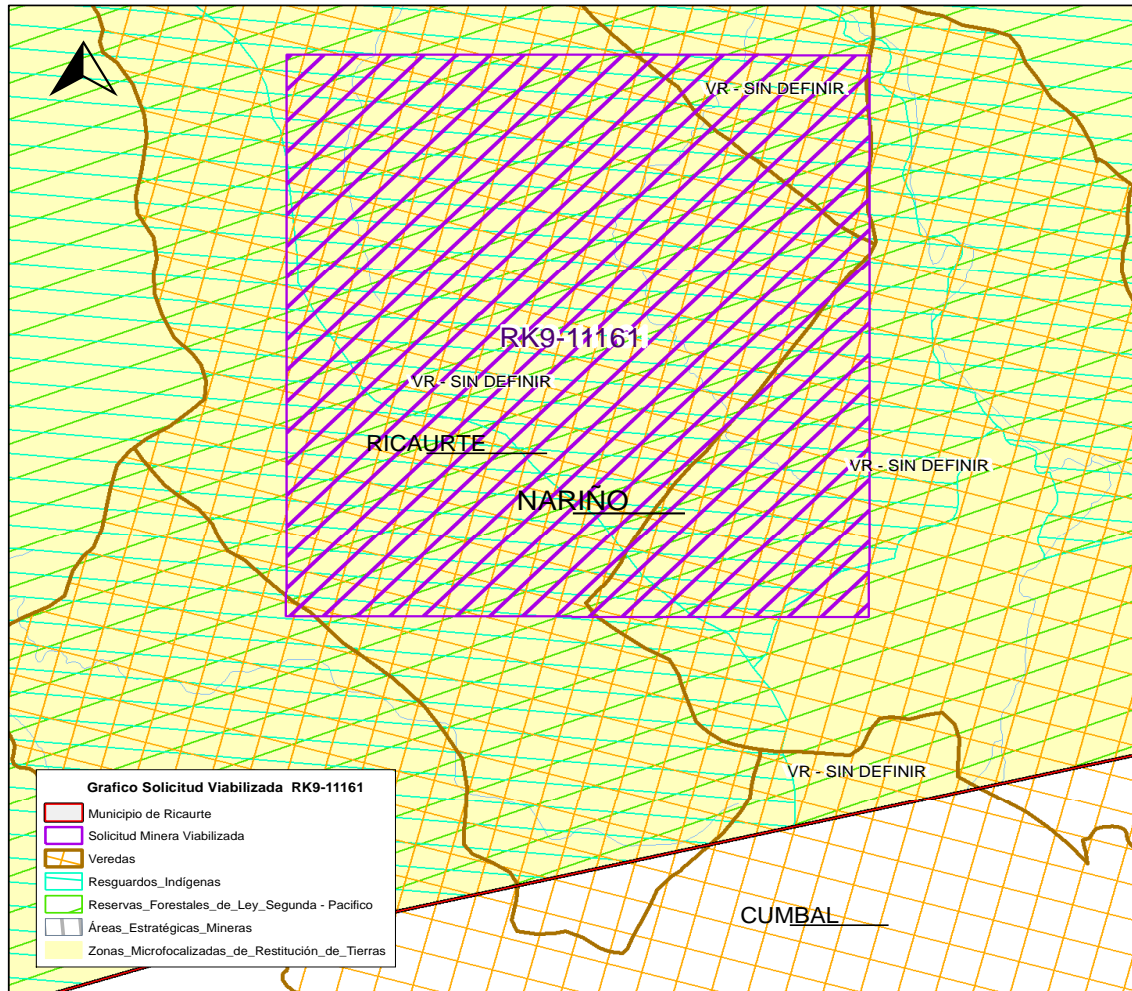 VR - SIN DEFINIR
RK9-11161
VR - SIN DEFINIR
RICAURTE
VR - SIN DEFINIR
NARIÑO
VR - SIN DEFINIR
CUMBAL
Grafico Solicitud Viabilizada RK9-11161
Municipio de Ricaurte
Solicitud Minera Viabilizada
Veredas
Resguardos_Indígenas
Reservas_Forestales_de_Ley_Segunda - Pacifico
Áreas_Estratégicas_Mineras
Zonas_Microfocalizadas_de_Restitución_de_Tierras